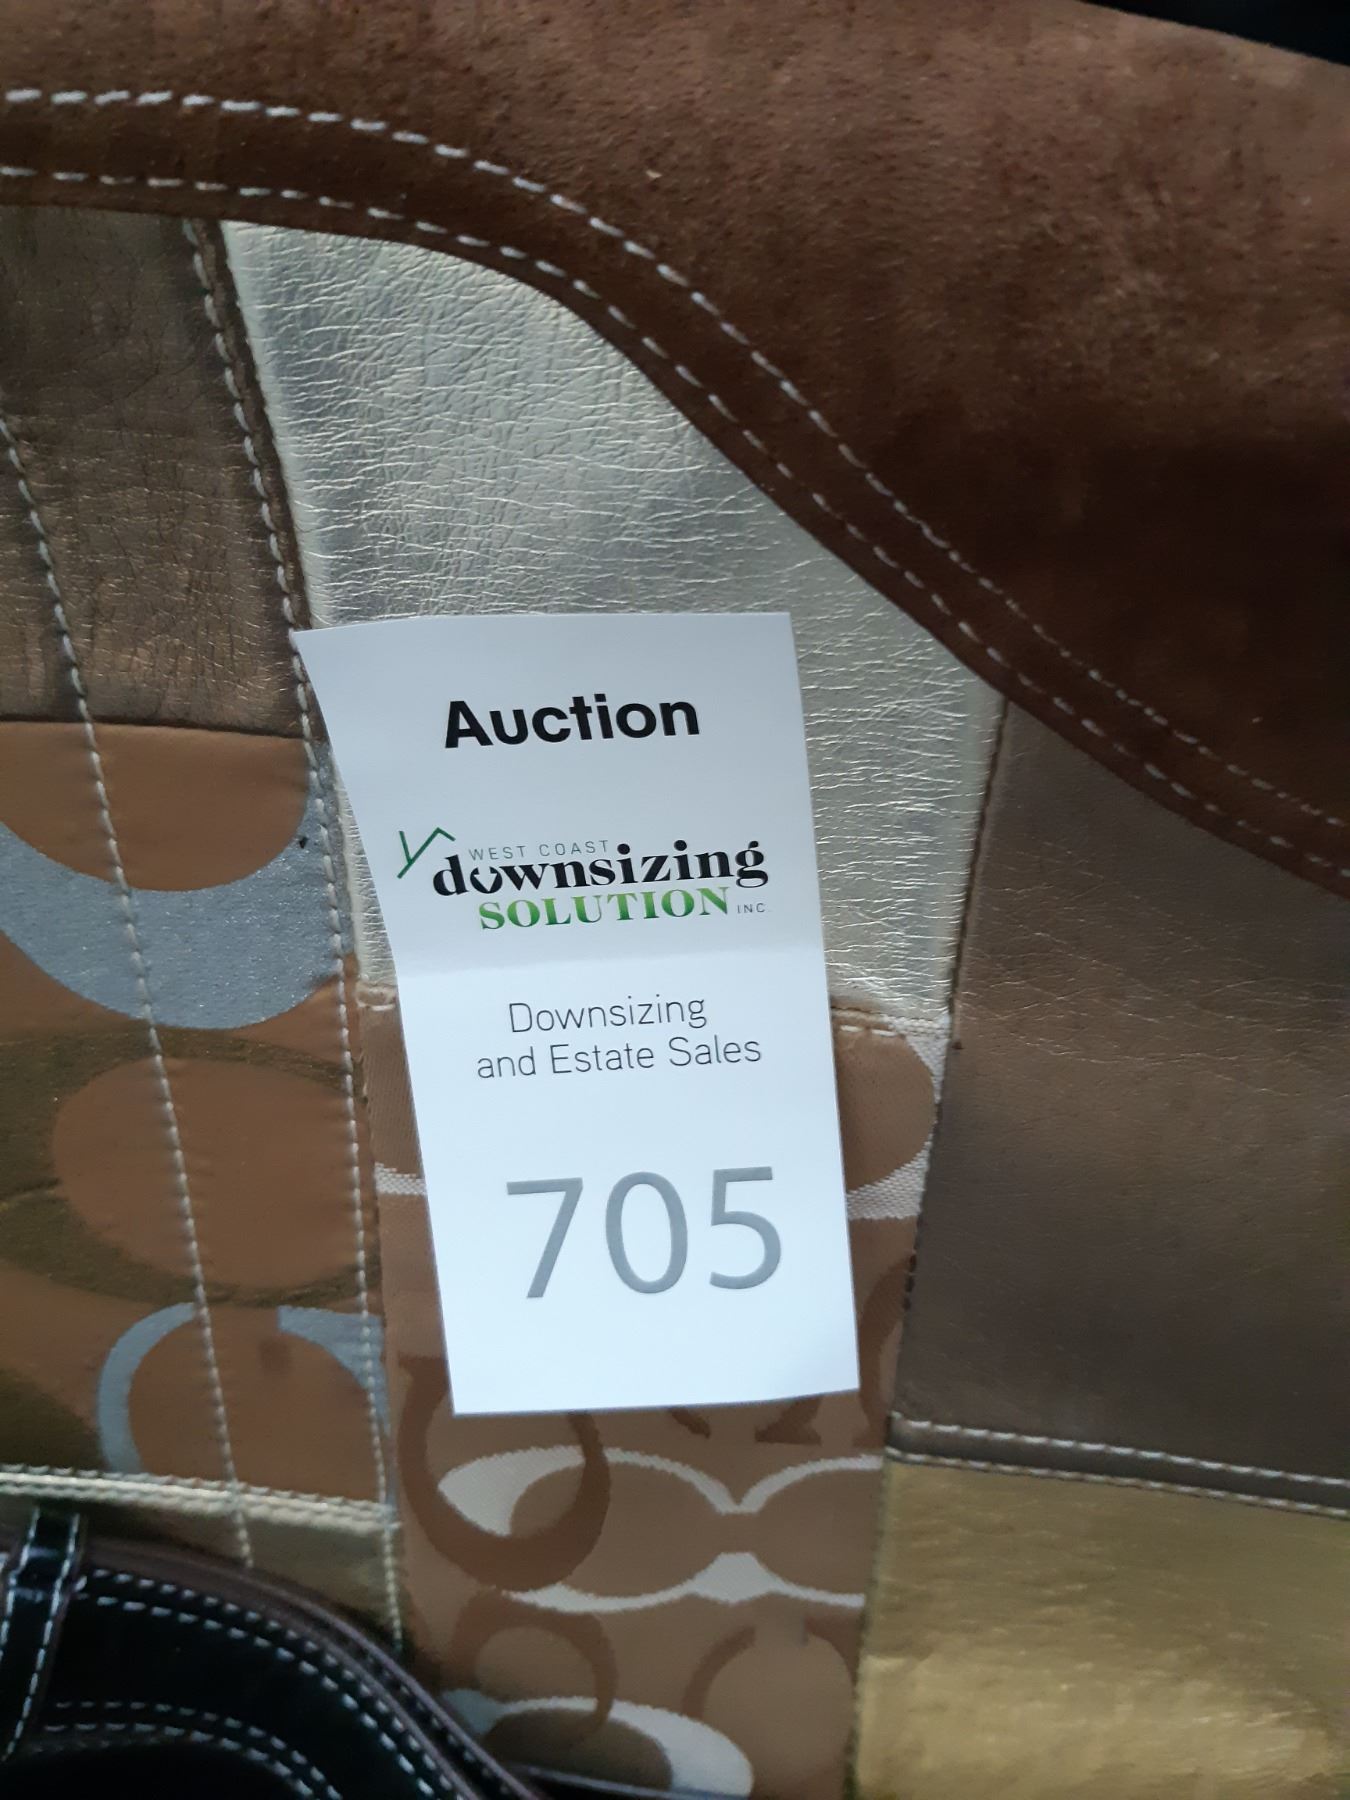 Auction
WEST COAST
downsizing
SOLUTION INC.
Downsizing
and Estate Sales
705